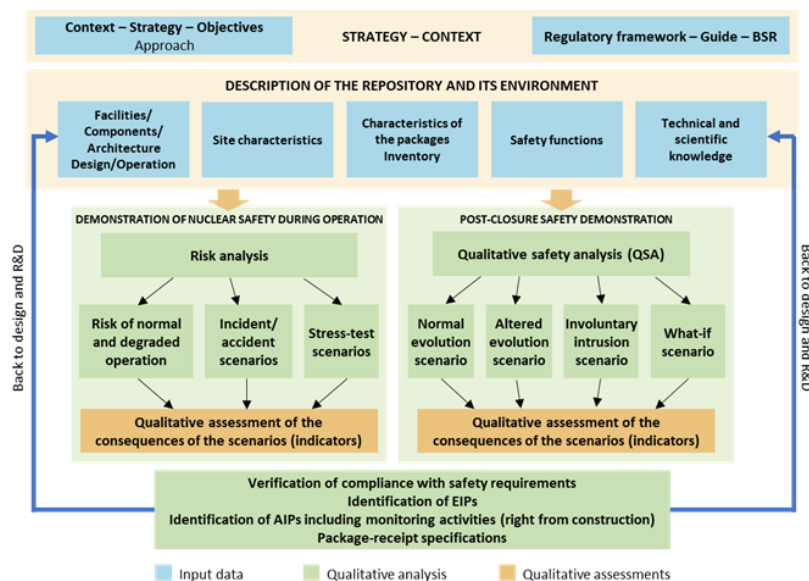 Context – Strategy – Objectives
Approach
STRATEGY – CONTEXT
Regulatory framework – Guide – BSR
DESCRIPTION OF THE REPOSITORY AND ITS ENVIRONMENT
Facilities/
Components/
Architecture
Design/Operation
Site characteristics
Characteristics of
the packages
Inventory
Safety functions
Technical and
scientific
knowledge
DEMONSTRATION OF NUCLEAR SAFETY DURING OPERATION
Risk analysis
Risk of normal
and degraded
operation
Incident/
accident
scenarios
Stress-test
scenarios
Qualitative assessment of the
consequences of the scenarios (indicators)
POST-CLOSURE SAFETY DEMONSTRATION
Qualitative safety analysis (QSA)
Normal
evolution
scenario
Altered
evolution
scenario
Involuntary
intrusion
scenario
What-if
scenario
Qualitative assessment of the
consequences of the scenarios (indicators)
Back to design and R&D
Back to design and R&D
Verification of compliance with safety requirements
Identification of EIPs
Identification of AIPs including monitoring activities (right from construction)
Package-receipt specifications
Input data
Qualitative analysis
Qualitative assessments